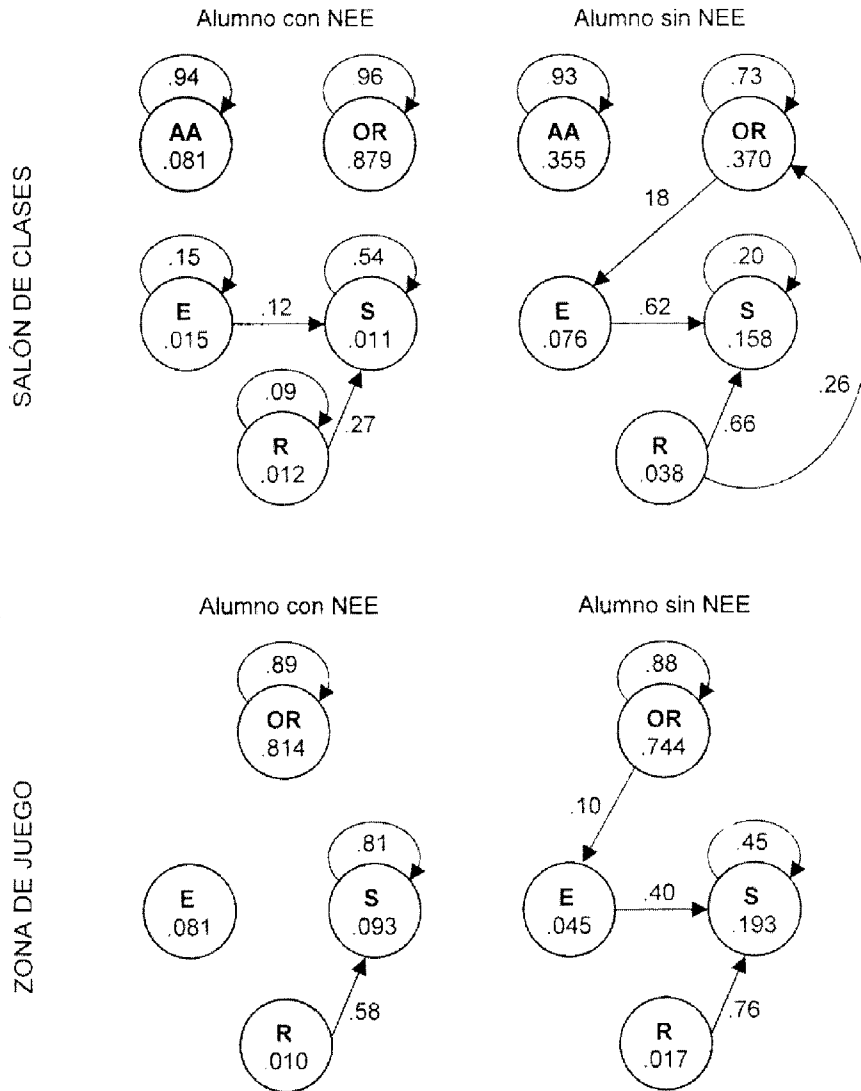 Alumno con NEE
Alumno sin NEE
SALÓN DE CLASES
.94
AA
.081
.96
OR
.879
.15
E
.015
.12
.54
S
.011
.09
R
.012
.27
.93
AA
.355
.73
OR
.370
18
E
.076
.62
.20
S
.158
.66
R
.038
.26
Alumno con NEE
Alumno sin NEE
ZONA DE JUEGO
.89
OR
.814
E
.081
.81
S
.093
R
.010
.58
.88
OR
.744
.10
E
.045
.40
.45
S
.193
R
.017
.76